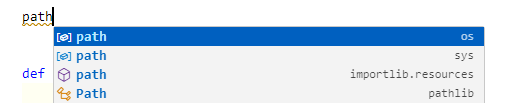 path
path os
path sys
path importlib.resources
def Path pathlib